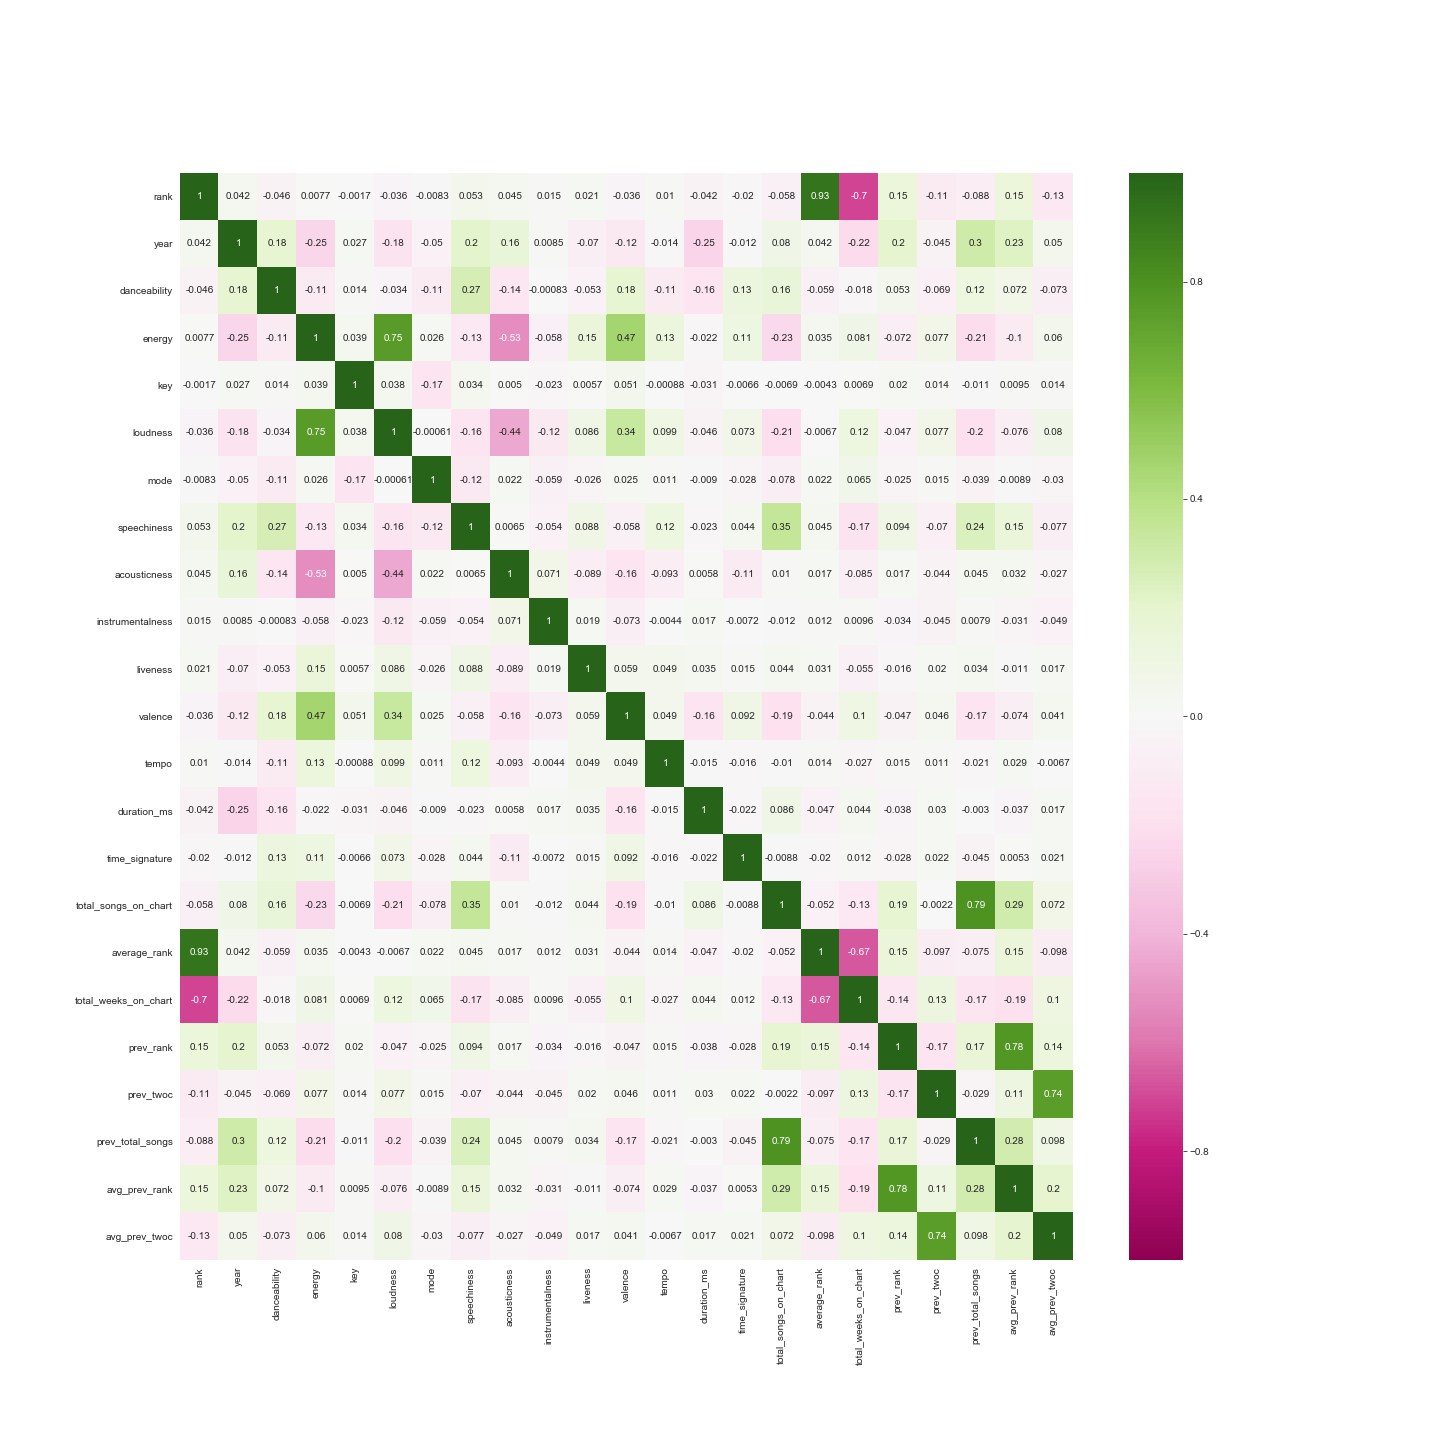 rank 1 0.042 -0.046 0.0077 -0.0017 -0.036 -0.0083 0.053 0.045 0.015 0.021 -0.036 0.01 -0.042 -0.02 -0.058 0.93 -0.7 0.15 -0.11 -0.088 0.15 -0.13
year 0.042 1 0.18 -0.25 0.027 -0.18 -0.05 0.2 0.16 0.0085 -0.07 -0.12 -0.014 -0.25 -0.012 0.08 0.042 -0.22 0.2 -0.045 0.3 0.23 0.05
danceability -0.046 0.18 1 -0.11 0.014 -0.034 -0.11 0.27 -0.14 -0.00083 -0.053 0.18 -0.11 -0.16 0.13 0.16 -0.059 -0.018 0.053 -0.069 0.12 0.072 -0.073
0.8
energy 0.0077 -0.25 -0.11 1 0.039 0.75 0.026 -0.13 -0.53 -0.058 0.15 0.47 0.13 -0.022 0.11 -0.23 0.035 0.081 -0.072 0.077 -0.21 -0.1 0.06
key -0.0017 0.027 0.014 0.039 1 0.038 -0.17 0.034 0.005 -0.023 0.0057 0.051 -0.00088 -0.031 -0.0066 -0.0069 -0.0043 0.0069 0.02 0.014 -0.011 0.0095 0.014
loudness -0.036 -0.18 -0.034 0.75 0.038 1 -0.00061 -0.16 -0.44 -0.12 0.086 0.34 0.099 -0.046 0.073 -0.21 -0.0067 0.12 -0.047 0.077 -0.2 -0.076 0.08
mode -0.0083 -0.05 -0.11 0.026 -0.17 -0.00061 1 -0.12 0.022 -0.059 -0.026 0.025 0.011 -0.009 -0.028 -0.078 0.022 0.065 -0.025 0.015 -0.039 -0.0089 -0.03
0.4
speechiness 0.053 0.2 0.27 -0.13 0.034 -0.16 -0.12 1 0.0065 -0.054 0.088 -0.058 0.12 -0.023 0.044 0.35 0.045 -0.17 0.094 -0.07 0.24 0.15 -0.077
acousticness 0.045 0.16 -0.14 -0.53 0.005 -0.44 0.022 0.0065 1 0.071 -0.089 -0.16 -0.093 0.0058 -0.11 0.01 0.017 -0.085 0.017 -0.044 0.045 0.032 -0.027
instrumentalness 0.015 0.0085 -0.00083 -0.058 -0.023 -0.12 -0.059 -0.054 0.071 1 0.019 -0.073 -0.0044 0.017 -0.0072 -0.012 0.012 0.0096 -0.034 -0.045 0.0079 -0.031 -0.049
liveness 0.021 -0.07 -0.053 0.15 0.0057 0.086 -0.026 0.088 -0.089 0.019 1 0.059 0.049 0.035 0.015 0.044 0.031 -0.055 -0.016 0.02 0.034 -0.011 0.017
valence -0.036 -0.12 0.18 0.47 0.051 0.34 0.025 -0.058 -0.16 -0.073 0.059 1 0.049 -0.16 0.092 -0.19 -0.044 0.1 -0.047 0.046 -0.17 -0.074 0.041
0.0
tempo 0.01 -0.014 -0.11 0.13 -0.00088 0.099 0.011 0.12 -0.093 -0.0044 0.049 0.049 1 -0.015 -0.016 -0.01 0.014 -0.027 0.015 0.011 -0.021 0.029 -0.0067
duration_ms -0.042 -0.25 -0.16 -0.022 -0.031 -0.046 -0.009 -0.023 0.0058 0.017 0.035 -0.16 -0.015 1 -0.022 0.086 -0.047 0.044 -0.038 0.03 -0.003 -0.037 0.017
time_signature -0.02 -0.012 0.13 0.11 -0.0066 0.073 -0.028 0.044 -0.11 -0.0072 0.015 0.092 -0.016 -0.022 1 -0.0088 -0.02 0.012 -0.028 0.022 -0.045 0.0053 0.021
total_songs_on_chart -0.058 0.08 0.16 -0.23 -0.0069 -0.21 -0.078 0.35 0.01 -0.012 0.044 -0.19 -0.01 0.086 -0.0088 1 -0.052 -0.13 0.19 -0.0022 0.79 0.29 0.072
−0.4
average_rank 0.93 0.042 -0.059 0.035 -0.0043 -0.0067 0.022 0.045 0.017 0.012 0.031 -0.044 0.014 -0.047 -0.02 -0.052 1 -0.67 0.15 -0.097 -0.075 0.15 -0.098
total_weeks_on_chart -0.7 -0.22 -0.018 0.081 0.0069 0.12 0.065 -0.17 -0.085 0.0096 -0.055 0.1 -0.027 0.044 0.012 -0.13 -0.67 1 -0.14 0.13 -0.17 -0.19 0.1
prev_rank 0.15 0.2 0.053 -0.072 0.02 -0.047 -0.025 0.094 0.017 -0.034 -0.016 -0.047 0.015 -0.038 -0.028 0.19 0.15 -0.14 1 -0.17 0.17 0.78 0.14
prev_twoc -0.11 -0.045 -0.069 0.077 0.014 0.077 0.015 -0.07 -0.044 -0.045 0.02 0.046 0.011 0.03 0.022 -0.0022 -0.097 0.13 -0.17 1 -0.029 0.11 0.74
prev_total_songs -0.088 0.3 0.12 -0.21 -0.011 -0.2 -0.039 0.24 0.045 0.0079 0.034 -0.17 -0.021 -0.003 -0.045 0.79 -0.075 -0.17 0.17 -0.029 1 0.28 0.098
−0.8
avg_prev_rank 0.15 0.23 0.072 -0.1 0.0095 -0.076 -0.0089 0.15 0.032 -0.031 -0.011 -0.074 0.029 -0.037 0.0053 0.29 0.15 -0.19 0.78 0.11 0.28 1 0.2
avg_prev_twoc -0.13 0.05 -0.073 0.06 0.014 0.08 -0.03 -0.077 -0.027 -0.049 0.017 0.041 -0.0067 0.017 0.021 0.072 -0.098 0.1 0.14 0.74 0.098 0.2 1
rank
year
danceability
energy
key
loudness
mode
speechiness
acousticness
instrumentalness
liveness
valence
tempo
duration_ms
time_signature
total_songs_on_chart
average_rank
total_weeks_on_chart
prev_rank
prev_twoc
prev_total_songs
avg_prev_rank
avg_prev_twoc